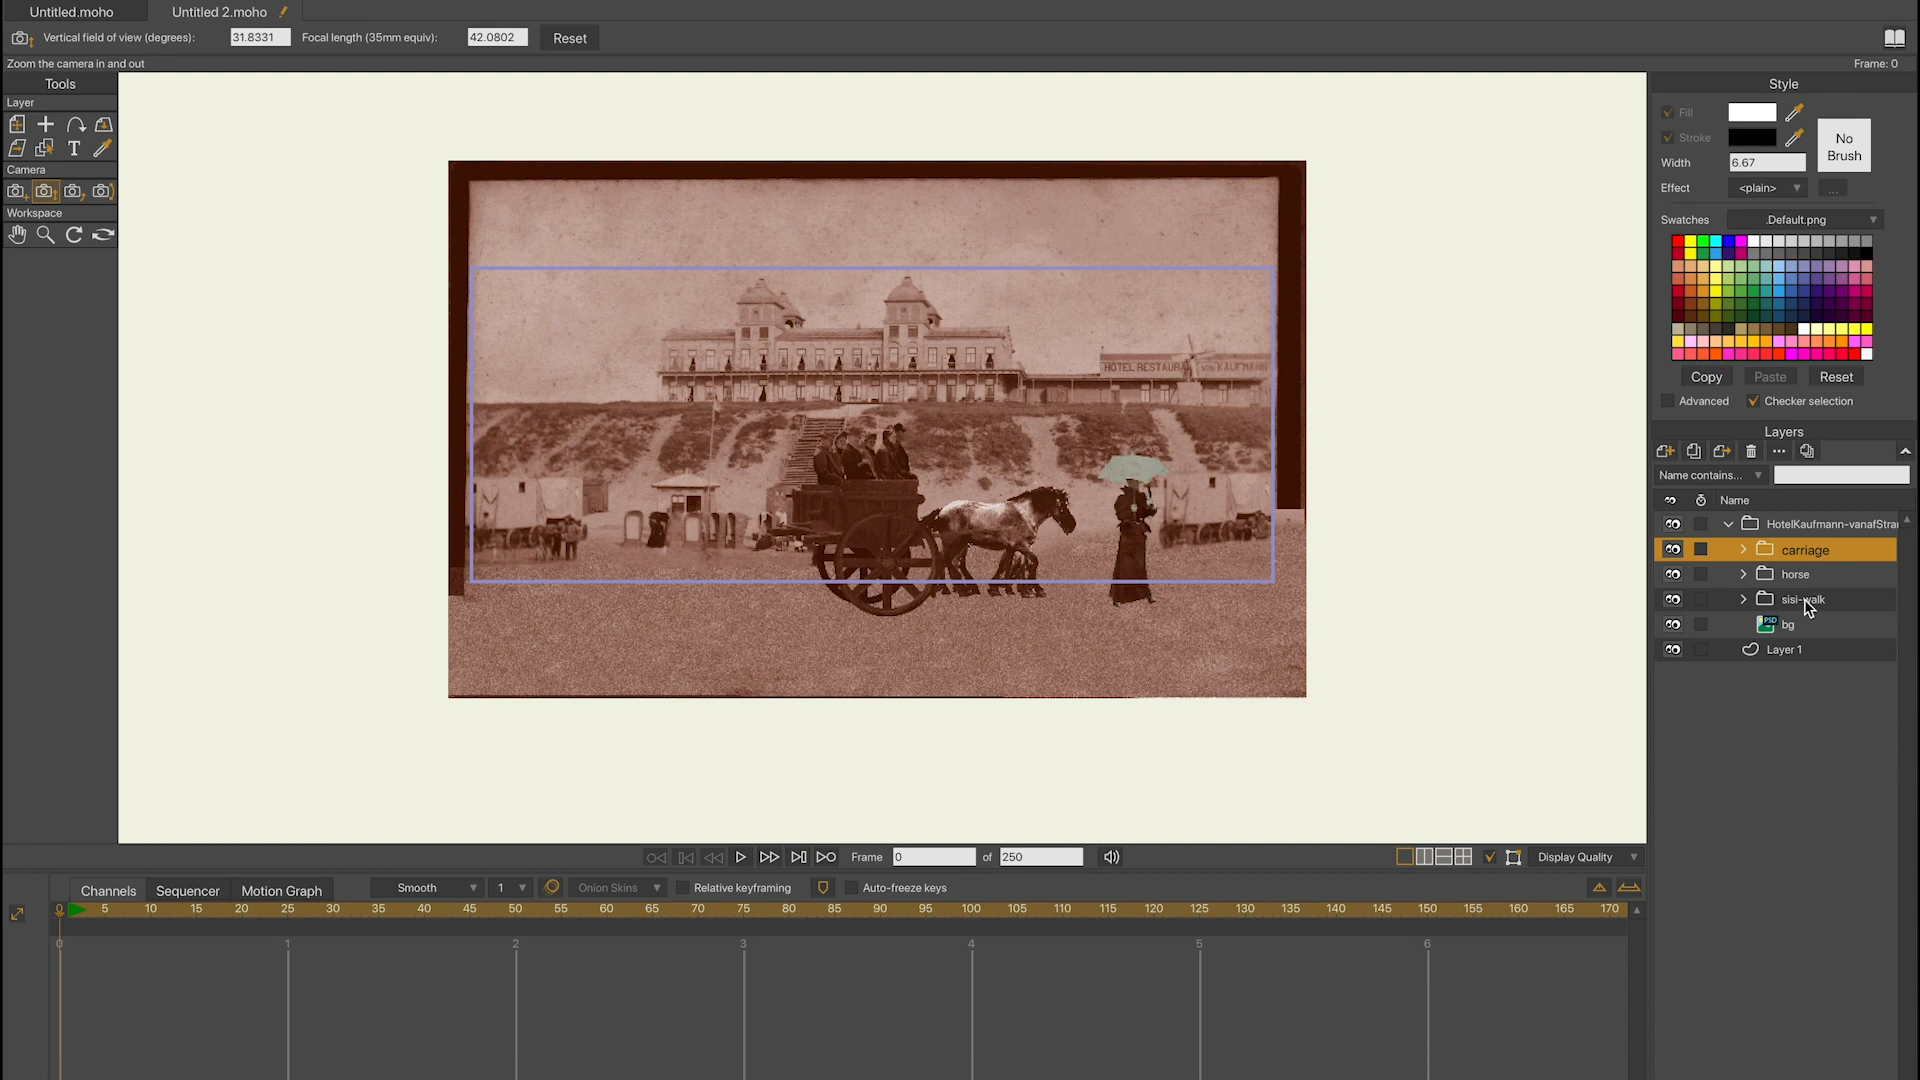 Untitled.moho
Untitled 2.moho
Vertical field of view (degrees): 31.8331 Focal length (35mm equiv): 42.0802 Reset
Zoom the camera in and out
Frame: 0
Tools
Layer
T
Camera
Workspace
HOTEL RESTAURA VON KAUFMANN
Style
Fill
Stroke
No
Brush
Width 6.67
Effect <plain> ...
Swatches .Default.png
Copy Paste Reset
Advanced Checker selection
Layers
Name contains...
Name
HotelKaufmann-vanafStrar
carriage
horse
sisi-walk
PSD bg
Layer 1
Frame 0 of 250
Display Quality
Channels Sequencer Motion Graph Smooth 1 Onion Skins Relative keyframing Auto-freeze keys
0 5 10 15 20 25 30 35 40 45 50 55 60 65 70 75 80 85 90 95 100 105 110 115 120 125 130 135 140 145 150 155 160 165 170
0 1 2 3 4 5 6